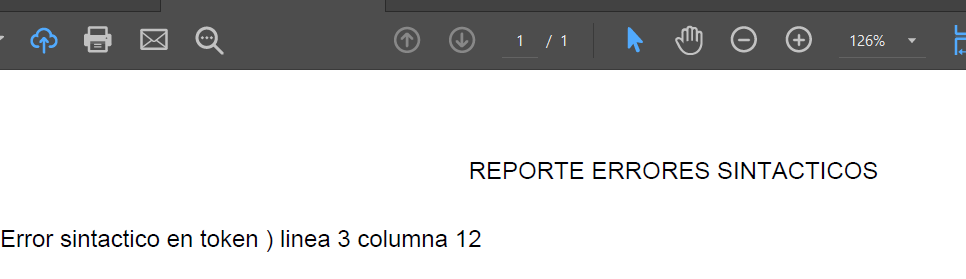 1 / 1
126%
REPORTE ERRORES SINTACTICOS
Error sintactico en token ) linea 3 columna 12